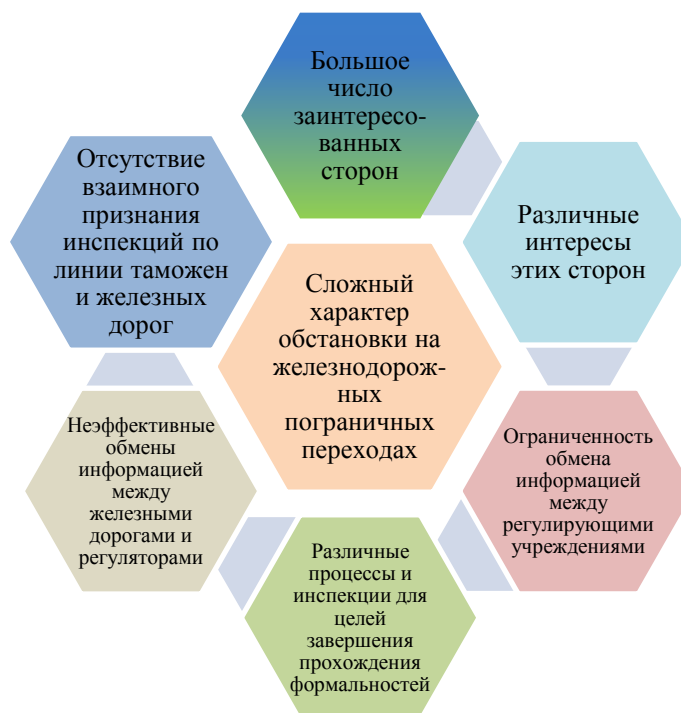 Большое
число
заинтересо-
ванных
сторон
Различные
интересы
этих сторон
Ограниченность
обмена
информацией
между
регулирующими
учреждениями
Различные
процессы и
инспекции для
целей
завершения
прохождения
формальностей
Неэффективные
обмены
информацией
между
железными
дорогами и
регуляторами
Отсутствие
взаимного
признания
инспекций по
линии таможен
и железных
дорог
Сложный
характер
обстановки на
железнодорож-
ных
пограничных
переходах